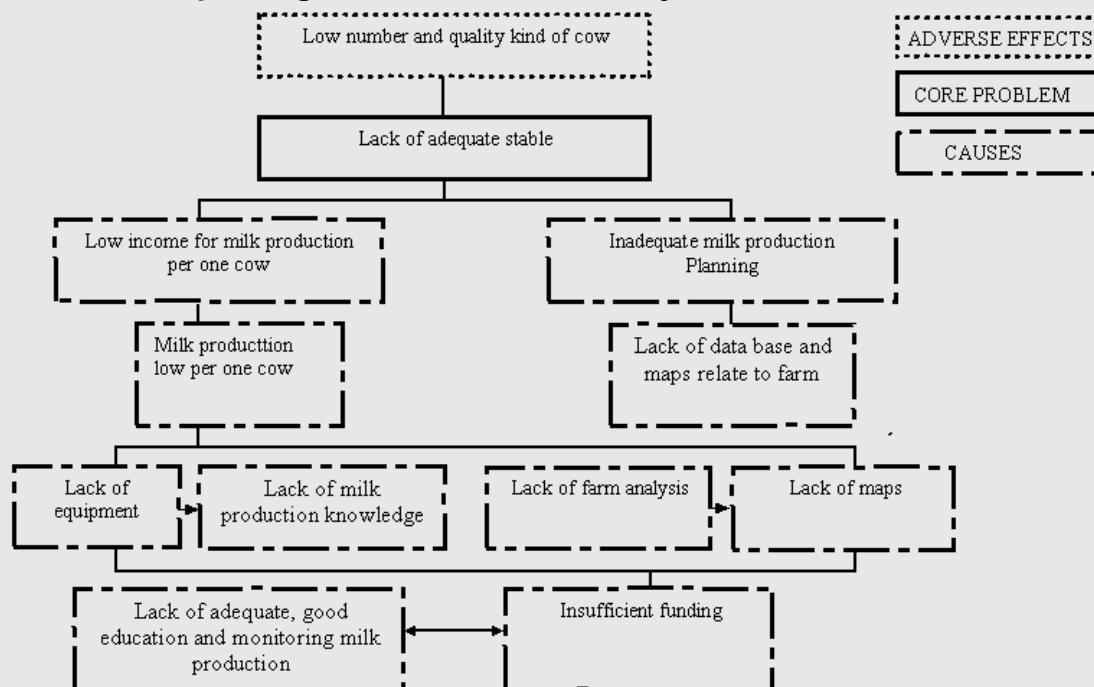 Low number and quality kind of cow
ADVERSE EFFECTS
CORE PROBLEM
CAUSES
Lack of adequate stable
Low income for milk production
per one cow
Inadequate milk production
Planning
Milk producttion
low per one cow
Lack of data base and
maps relate to farm
Lack of
equipment
Lack of milk
production knowledge
Lack of farm analysis
Lack of maps
Lack of adequate, good
education and monitoring milk
production
Insufficient funding